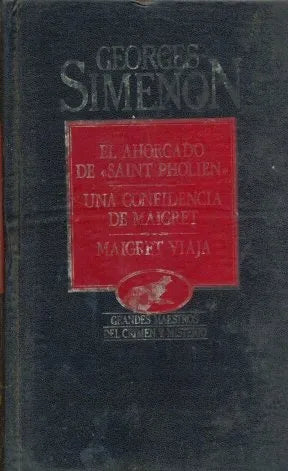 GEORGES
SIMENON
EL AHORCADO
DE «SAINT PHOLIEN»
UNA CONFIDENCIA
DE MAIGRET
MAIGRET VIAJA
GRANDES MAESTROS
DEL CRIMEN Y MISTERIO